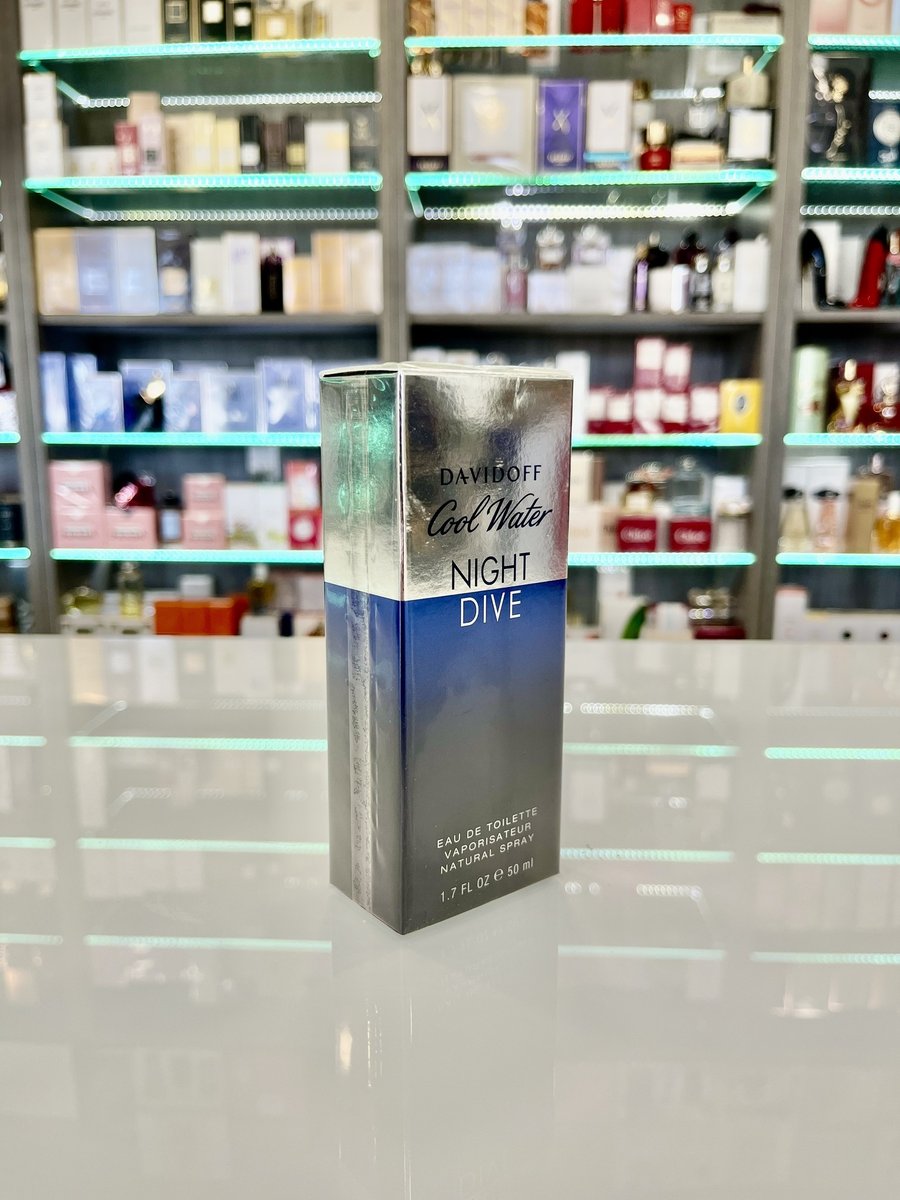 DAVIDOFF
Cool Water
NIGHT
DIVE
EAU DE TOILETTE
VAPORISATEUR
NATURAL SPRAY
1.7 FL OZ ℮ 50 ml